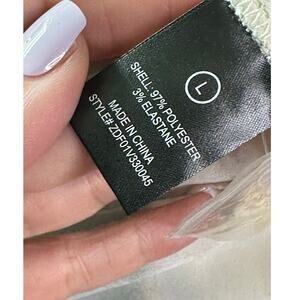 L
SHELL: 97% POLYESTER
3% ELASTANE
MADE IN CHINA
STYLE# ZDF01V330045